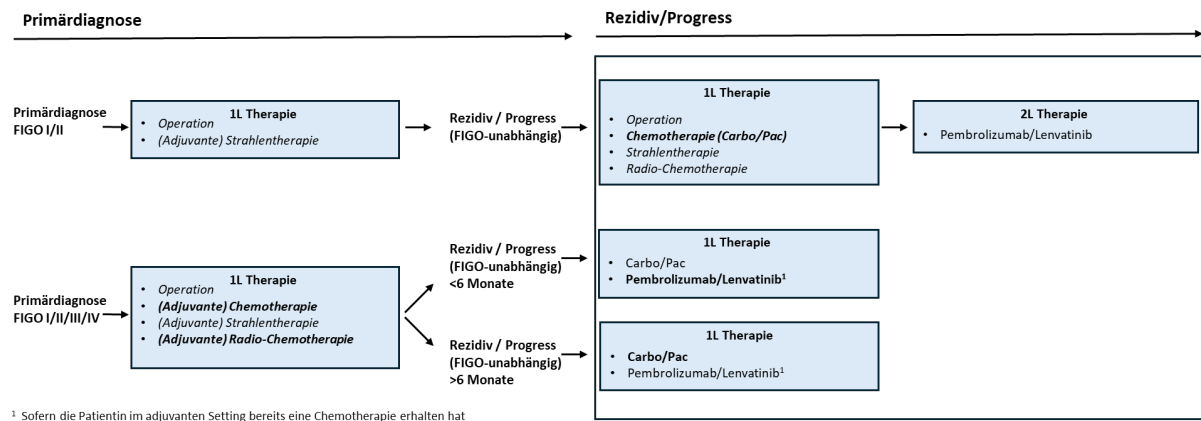 Primärdiagnose
Rezidiv/Progress
Primärdiagnose
FIGO I/II
1L Therapie
• Operation
• (Adjuvante) Strahlentherapie
Rezidiv / Progress
(FIGO-unabhängig)
1L Therapie
• Operation
• Chemotherapie (Carbo/Pac)
• Strahlentherapie
• Radio-Chemotherapie
2L Therapie
• Pembrolizumab/Lenvatinib
Primärdiagnose
FIGO I/II/III/IV
1L Therapie
• Operation
• (Adjuvante) Chemotherapie
• (Adjuvante) Strahlentherapie
• (Adjuvante) Radio-Chemotherapie
Rezidiv / Progress
(FIGO-unabhängig)
<6 Monate
1L Therapie
• Carbo/Pac
• Pembrolizumab/Lenvatinib¹
Rezidiv / Progress
(FIGO-unabhängig)
>6 Monate
1L Therapie
• Carbo/Pac
• Pembrolizumab/Lenvatinib¹
¹ Sofern die Patientin im adjuvanten Setting bereits eine Chemotherapie erhalten hat